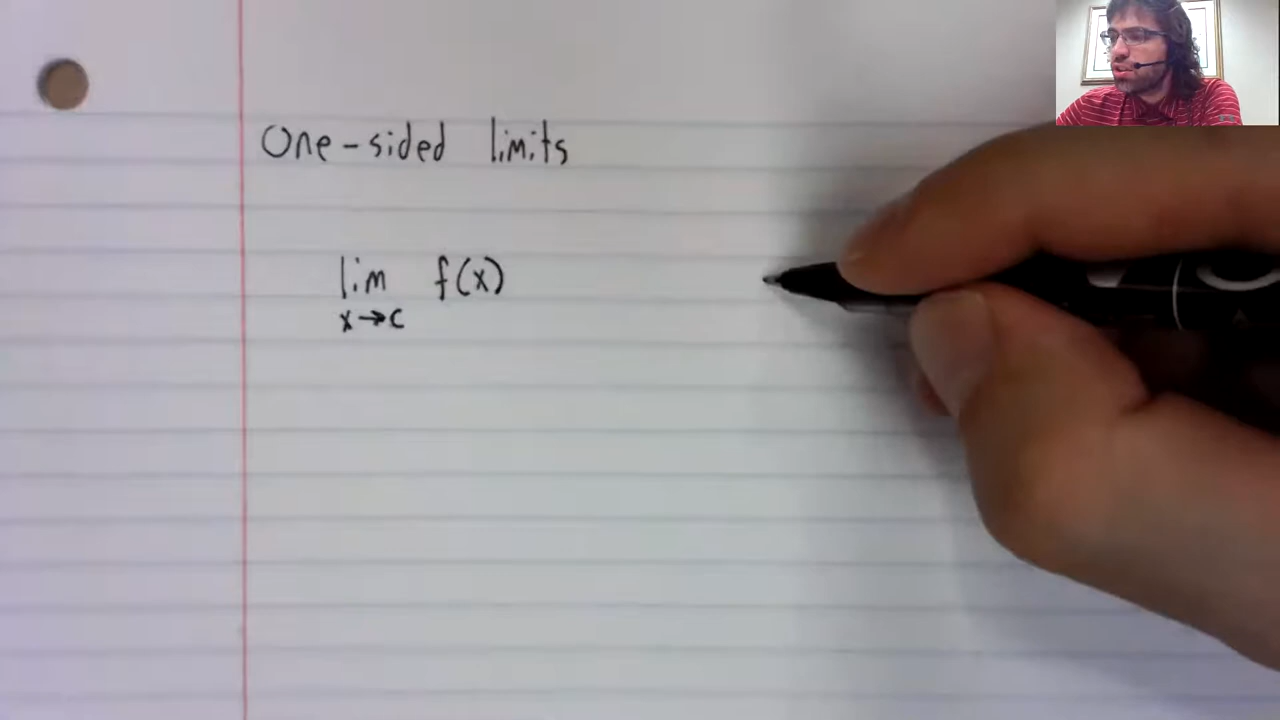 One-sided limits
lim f(x)
x→c